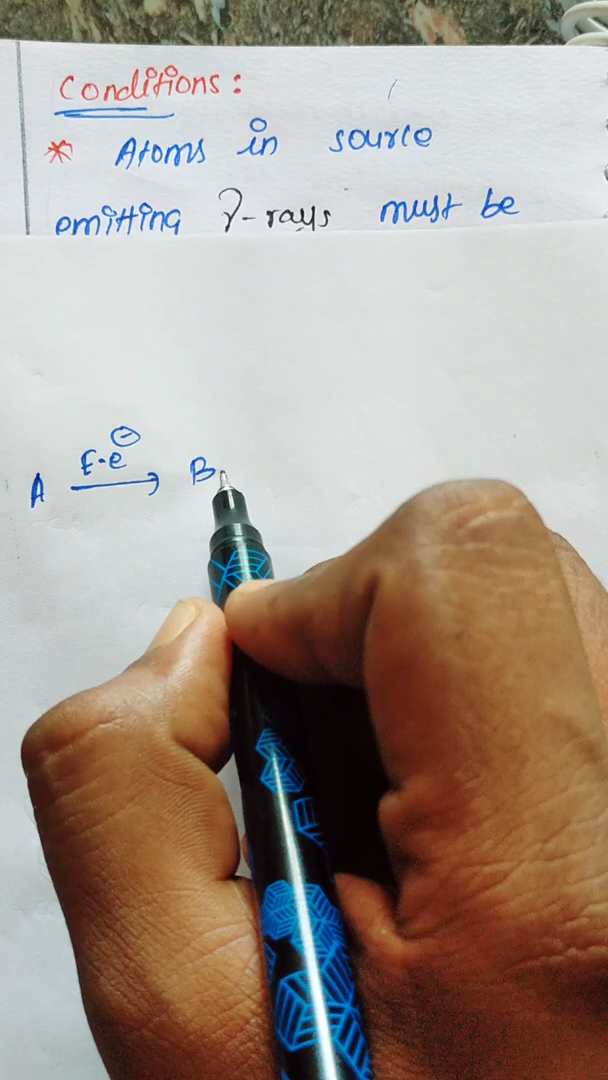 Conditions:
* Atoms in source
emitting γ-rays must be
A E·e⊖ → B